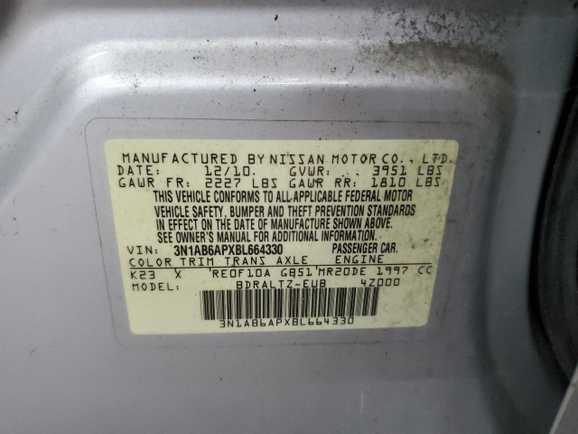 MANUFACTURED BY NISSAN MOTOR CO., LTD.
DATE: 12/10. GVWR: 3951 LBS
GAWR FR: 2227 LBS GAWR RR: 1810 LBS
THIS VEHICLE CONFORMS TO ALL APPLICABLE FEDERAL MOTOR
VEHICLE SAFETY, BUMPER AND THEFT PREVENTION STANDARDS
IN EFFECT ON THE DATE OF MANUFACTURE SHOWN ABOVE.
SEE OWNER'S MANUAL FOR ADDITIONAL INFORMATION.
VIN: 3N1AB6APXBL664330 PASSENGER CAR.
COLOR TRIM TRANS AXLE ENGINE
K23 X RE0F10A GB51 MR20DE 1997 CC
BDRALTZ-EUB 4Z000
3N1AB6APXBL664330